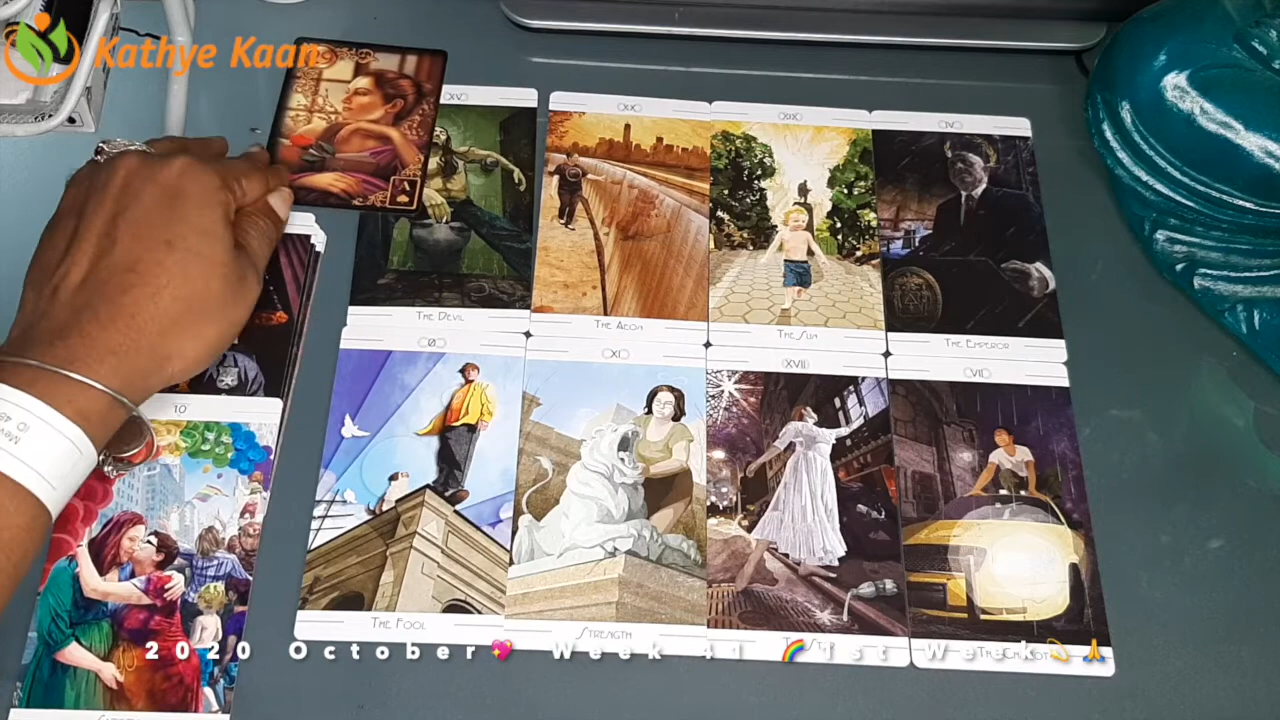 Kathye Kaan
XV
XX
XIX
IV
A
The Devil
The Aeon
The Sun
The Emperor
0
XI
XVII
VII
10
The Fool
Strength
2020 October💖 Week 41 🌈1st Week💫🙏